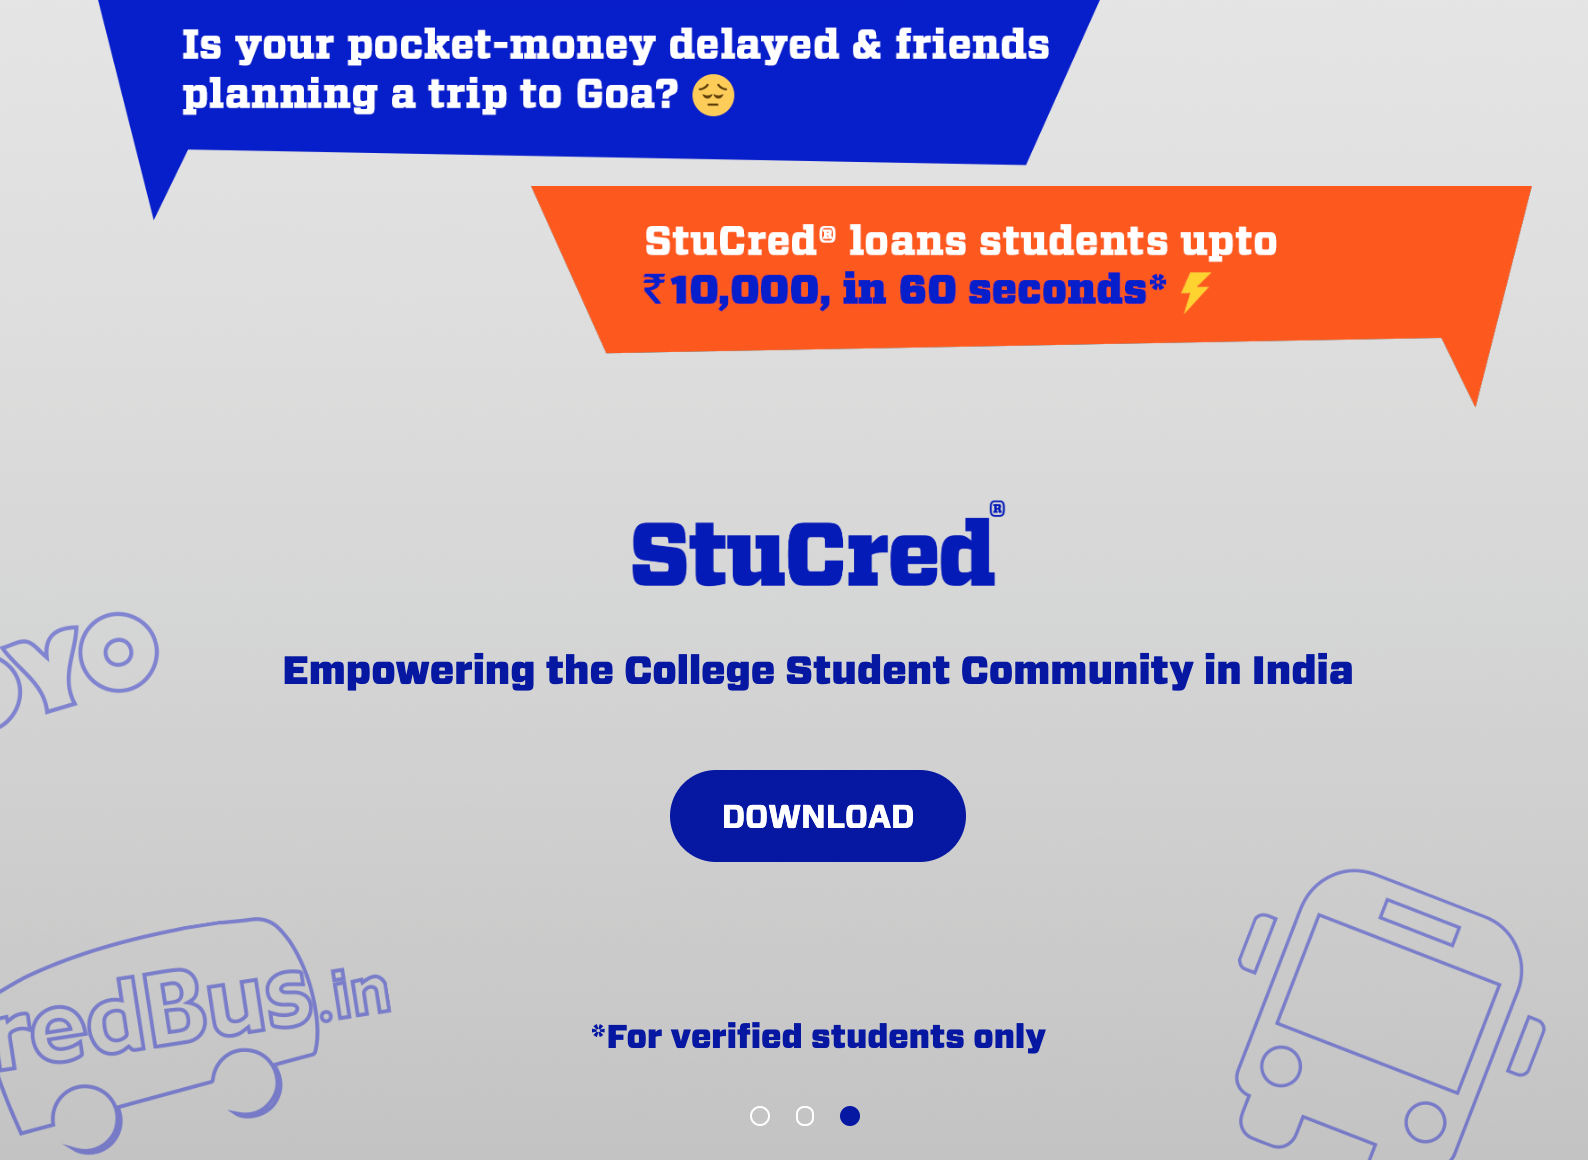 Is your pocket-money delayed & friends
planning a trip to Goa? 😔
StuCred® loans students upto
₹10,000, in 60 seconds* ⚡
StuCred®
Empowering the College Student Community in India
OYO
DOWNLOAD
redBus.in
*For verified students only